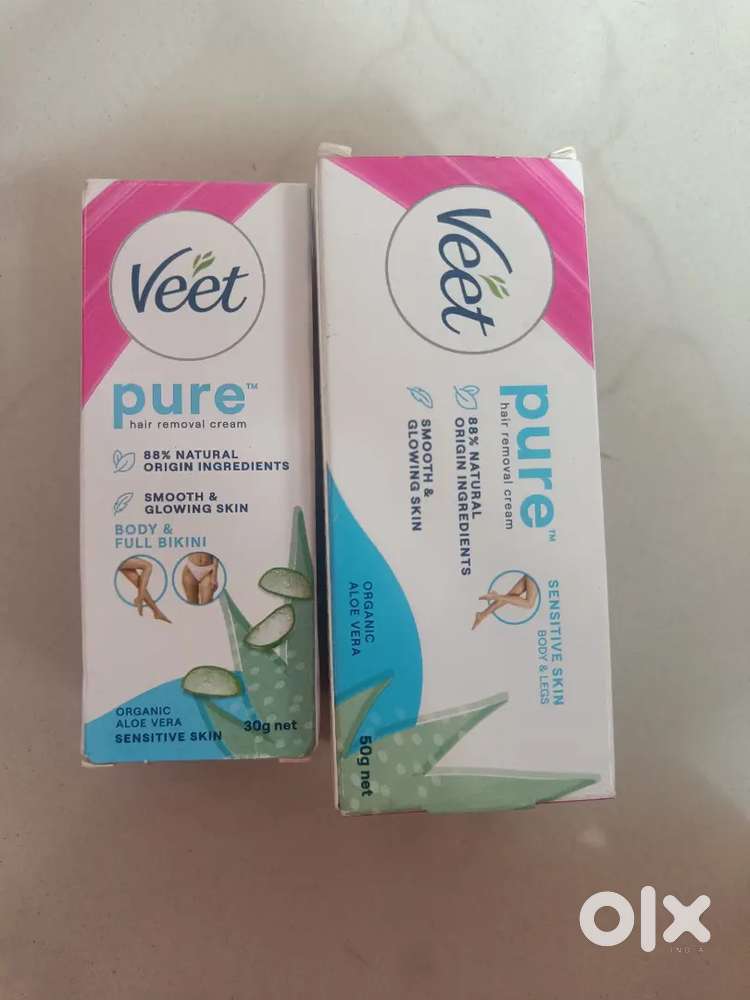 Veet
pure™
hair removal cream
88% NATURAL
ORIGIN INGREDIENTS
SMOOTH &
GLOWING SKIN
BODY &
FULL BIKINI
ORGANIC
ALOE VERA
SENSITIVE SKIN
30g net
Veet
pure™
hair removal cream
88% NATURAL
ORIGIN INGREDIENTS
SMOOTH &
GLOWING SKIN
SENSITIVE SKIN
BODY & LEGS
ORGANIC
ALOE VERA
50g net
olx
INDIA